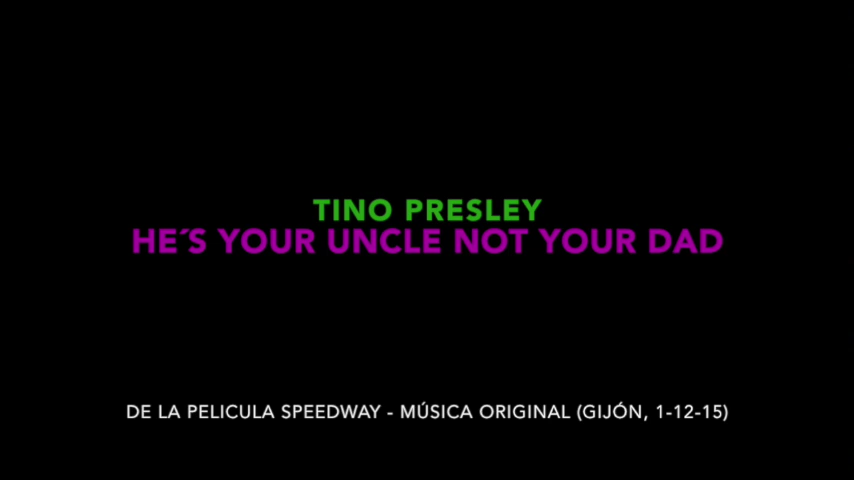 TINO PRESLEY
HE´S YOUR UNCLE NOT YOUR DAD
DE LA PELICULA SPEEDWAY - MÚSICA ORIGINAL (GIJÓN, 1-12-15)